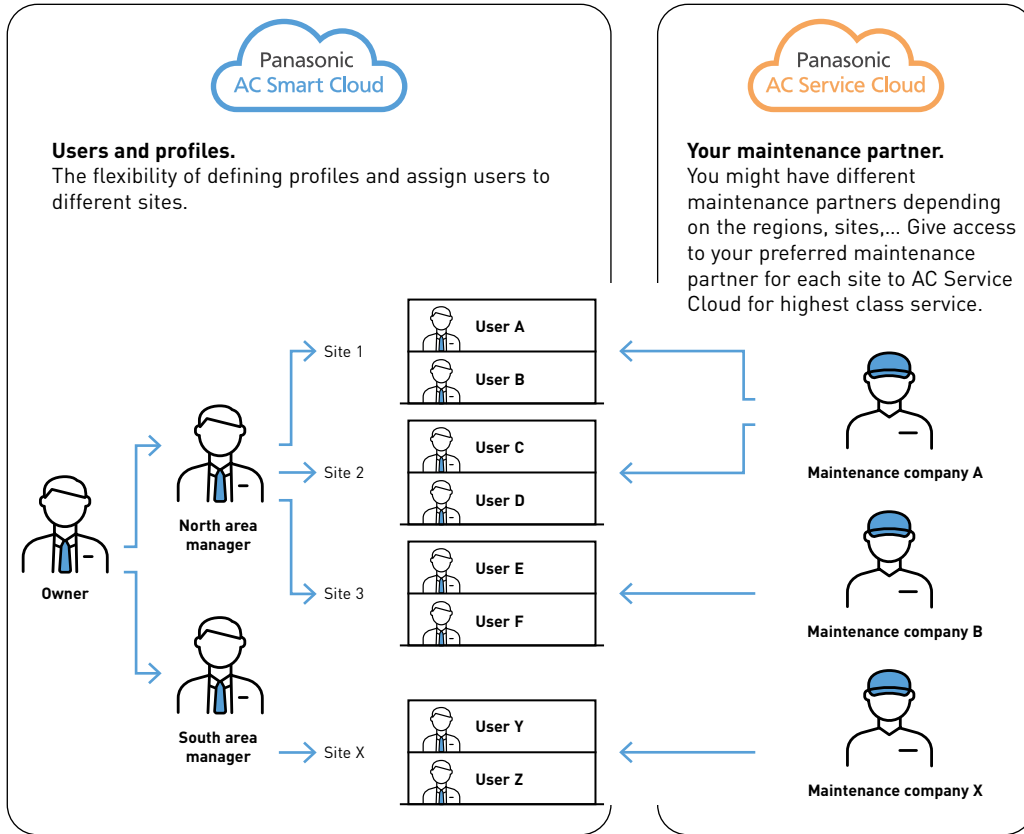 Panasonic
AC Smart Cloud
Users and profiles.
The flexibility of defining profiles and assign users to
different sites.
Owner
North area
manager
South area
manager
Site 1
Site 2
Site 3
Site X
User A
User B
User C
User D
User E
User F
User Y
User Z
Panasonic
AC Service Cloud
Your maintenance partner.
You might have different
maintenance partners depending
on the regions, sites,... Give access
to your preferred maintenance
partner for each site to AC Service
Cloud for highest class service.
Maintenance company A
Maintenance company B
Maintenance company X